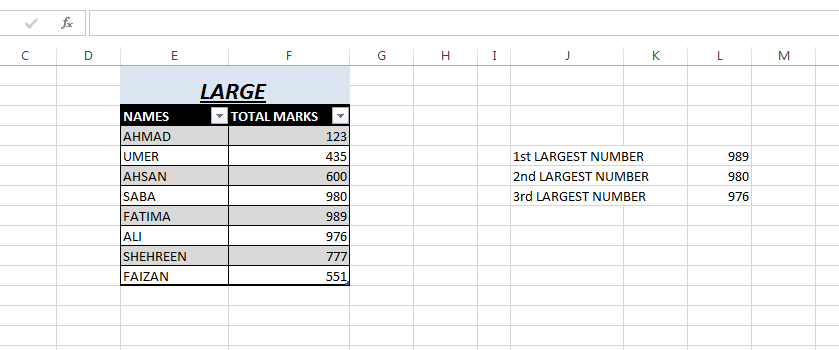 fx
C D E F G H I J K L M
LARGE
NAMES TOTAL MARKS
AHMAD 123
UMER 435 1st LARGEST NUMBER 989
AHSAN 600 2nd LARGEST NUMBER 980
SABA 980 3rd LARGEST NUMBER 976
FATIMA 989
ALI 976
SHEHREEN 777
FAIZAN 551